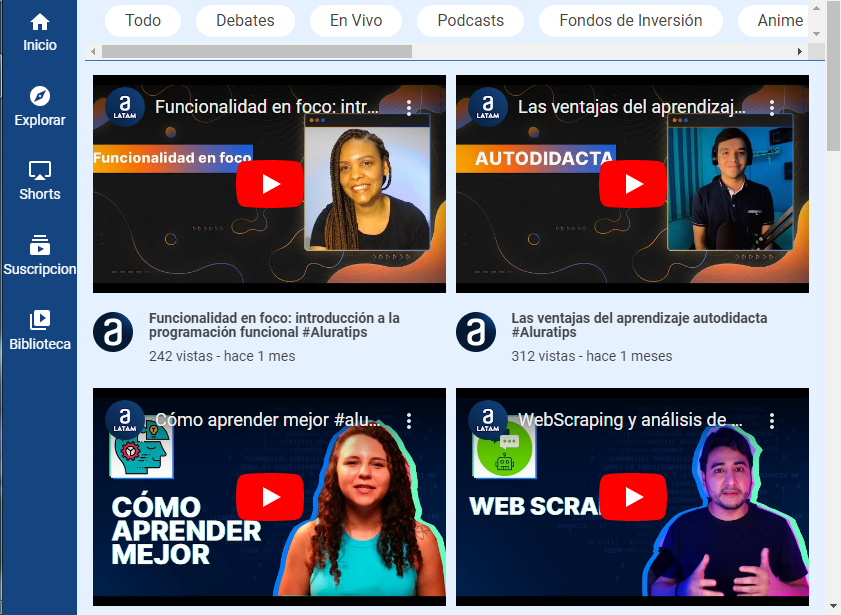 Todo
Debates
En Vivo
Podcasts
Fondos de Inversión
Anime
Inicio
Explorar
Shorts
Suscripcion
Biblioteca
a LATAM
Funcionalidad en foco: intr...
Funcionalidad en foco
a LATAM
Las ventajas del aprendizaj...
AUTODIDACTA
a
Funcionalidad en foco: introducción a la
programación funcional #Aluratips
242 vistas - hace 1 mes
a
Las ventajas del aprendizaje autodidacta
#Aluratips
312 vistas - hace 1 meses
a LATAM
Cómo aprender mejor #alu...
CÓMO
APRENDER
MEJOR
a LATAM
WebScraping y análisis de ...
WEB SCRA